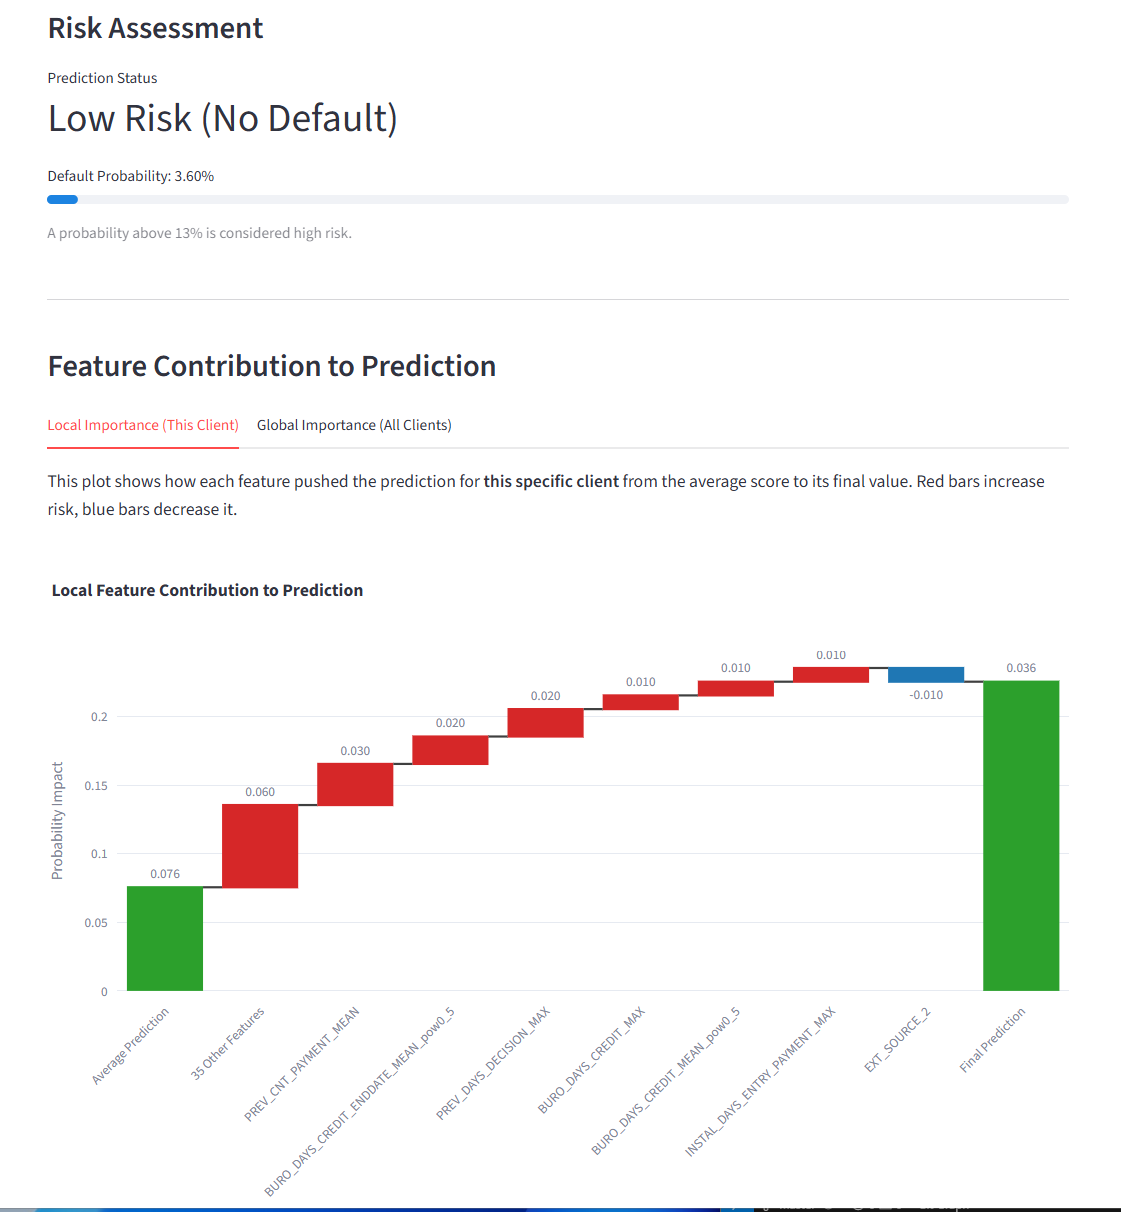 Risk Assessment
Prediction Status
Low Risk (No Default)
Default Probability: 3.60%
A probability above 13% is considered high risk.
Feature Contribution to Prediction
Local Importance (This Client)
Global Importance (All Clients)
This plot shows how each feature pushed the prediction for this specific client from the average score to its final value. Red bars increase
risk, blue bars decrease it.
Local Feature Contribution to Prediction
0.076
0.060
0.030
0.020
0.020
0.010
0.010
0.010
-0.010
0.036
Probability Impact
0.2
0.15
0.1
0.05
0
Average Prediction
35 Other Features
PREV_CNT_PAYMENT_MEAN
BURO_DAYS_CREDIT_ENDDATE_MEAN_pow0_5
PREV_DAYS_DECISION_MAX
BURO_DAYS_CREDIT_MAX
BURO_DAYS_CREDIT_MEAN_pow0_5
INSTAL_DAYS_ENTRY_PAYMENT_MAX
EXT_SOURCE_2
Final Prediction